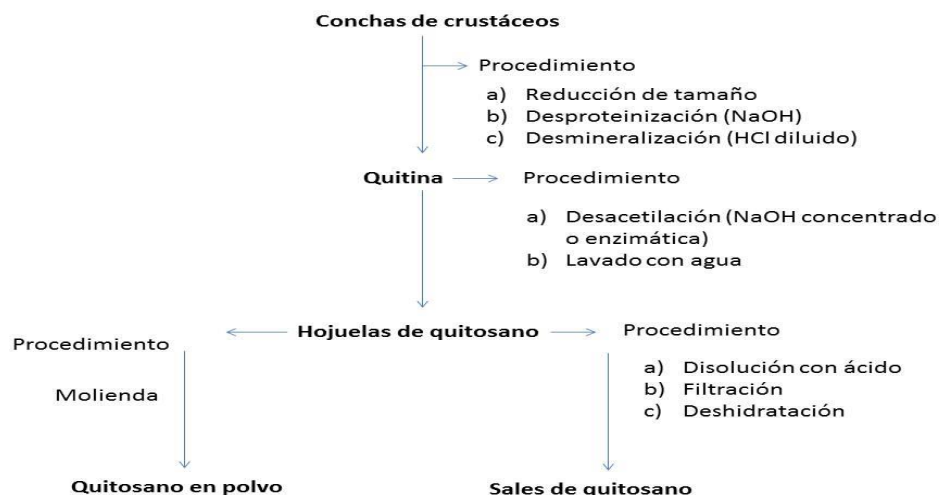 Conchas de crustáceos
Procedimiento
a) Reducción de tamaño
b) Desproteinización (NaOH)
c) Desmineralización (HCl diluido)
Quitina
Procedimiento
a) Desacetilación (NaOH concentrado
o enzimática)
b) Lavado con agua
Hojuelas de quitosano
Procedimiento
Molienda
Procedimiento
a) Disolución con ácido
b) Filtración
c) Deshidratación
Quitosano en polvo
Sales de quitosano